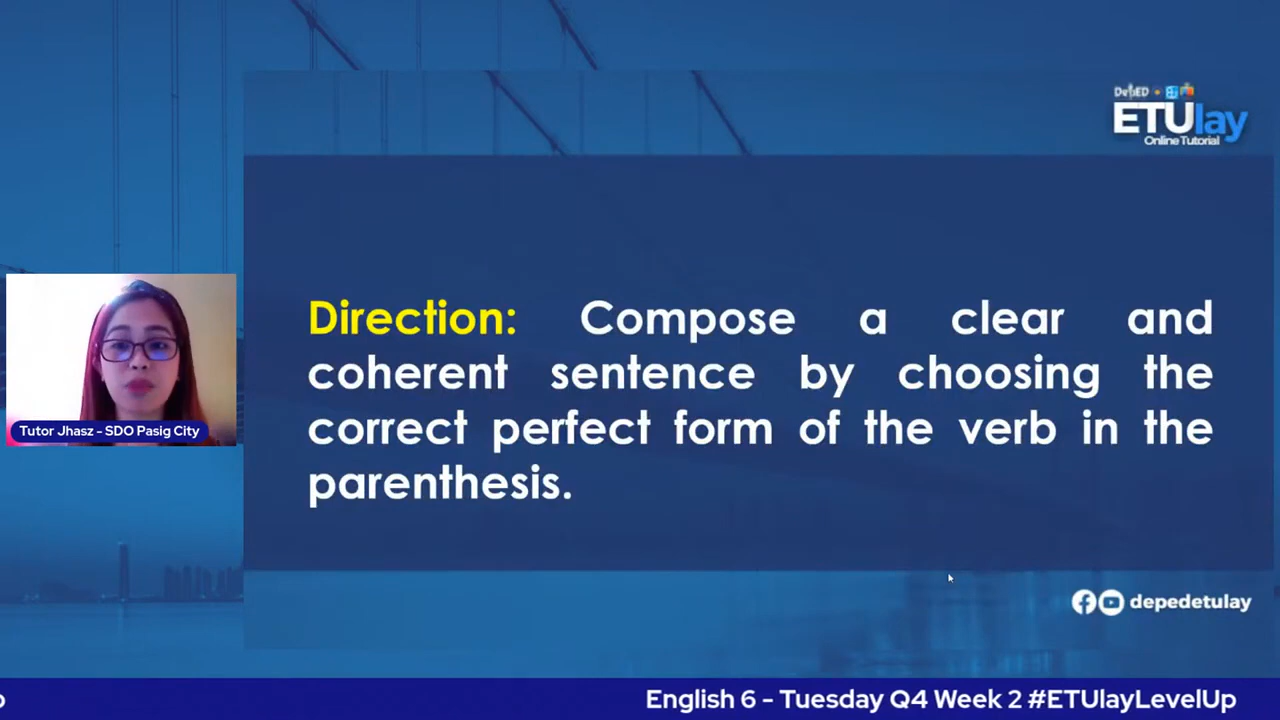 DepED
ETUlay
Online Tutorial
Direction: Compose a clear and
coherent sentence by choosing the
correct perfect form of the verb in the
parenthesis.
Tutor Jhasz - SDO Pasig City
depedetulay
English 6 - Tuesday Q4 Week 2 #ETUlayLevelUp